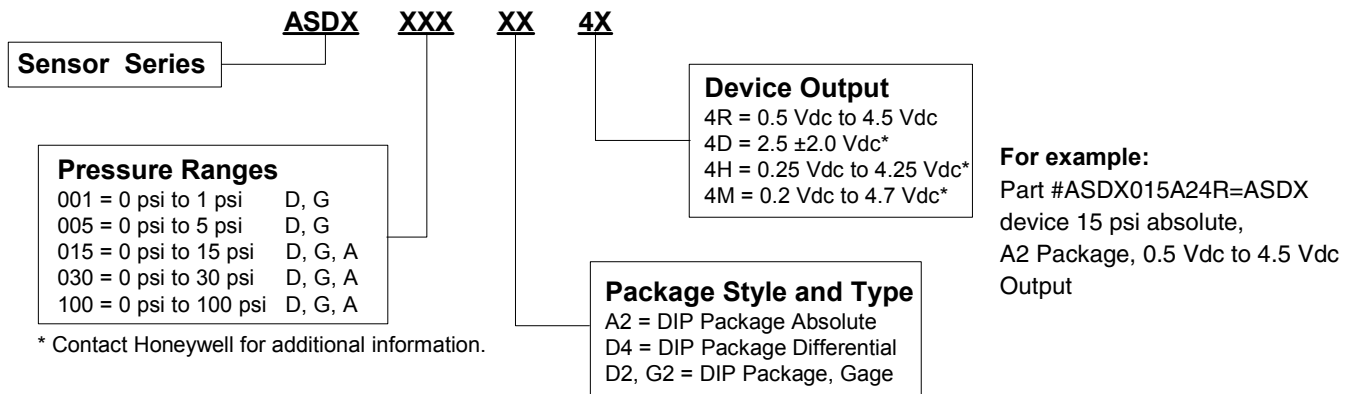 ASDX XXX XX 4X
Sensor Series
Device Output
4R = 0.5 Vdc to 4.5 Vdc
4D = 2.5 ±2.0 Vdc*
4H = 0.25 Vdc to 4.25 Vdc*
4M = 0.2 Vdc to 4.7 Vdc*
Pressure Ranges
001 = 0 psi to 1 psi D, G
005 = 0 psi to 5 psi D, G
015 = 0 psi to 15 psi D, G, A
030 = 0 psi to 30 psi D, G, A
100 = 0 psi to 100 psi D, G, A
* Contact Honeywell for additional information.
Package Style and Type
A2 = DIP Package Absolute
D4 = DIP Package Differential
D2, G2 = DIP Package, Gage
For example:
Part #ASDX015A24R=ASDX
device 15 psi absolute,
A2 Package, 0.5 Vdc to 4.5 Vdc
Output